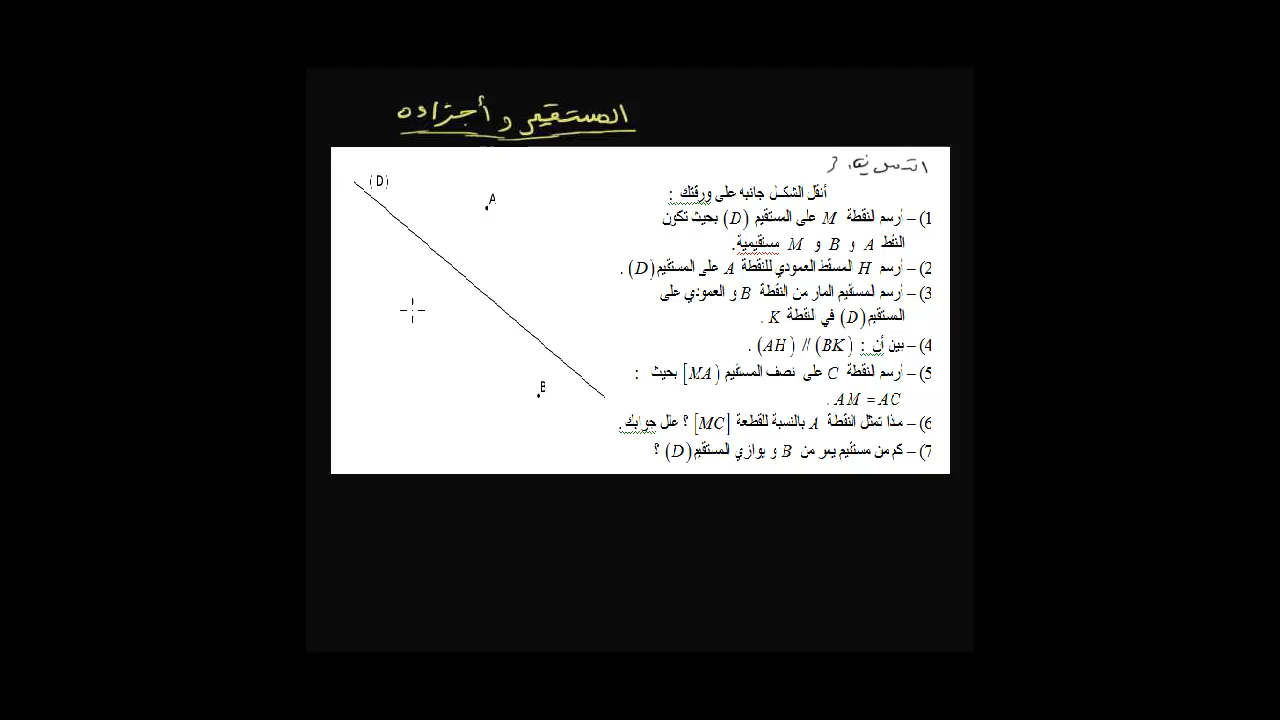 المستقيم و أجزاؤه
التمرين 3
أنقل الشكل جانبه على ورقتك :
1) – أرسم النقطة M على المستقيم (D) بحيث تكون
النقط A و B و M مستقيمية.
2) – أرسم H المسقط العمودي للنقطة A على المستقيم (D) .
3) – أرسم المستقيم المار من النقطة B و العمودي على
المستقيم (D) في النقطة K .
4) – بين أن : (AH) // (BK) .
5) – أرسم النقطة C على نصف المستقيم [MA) بحيث :
AM = AC .
6) – ماذا تمثل النقطة A بالنسبة للقطعة [MC] ؟ علل جوابك.
7) – كم من مستقيم يمر من B و يوازي المستقيم (D) ؟
(D)
A
B